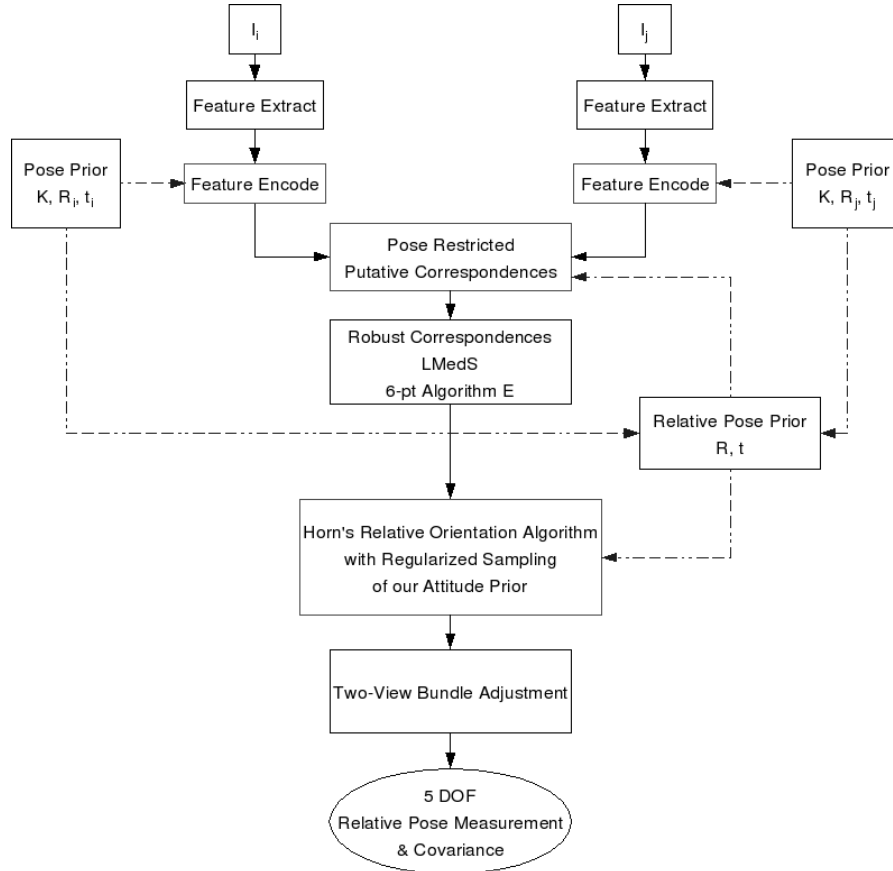 Iᵢ
Iⱼ
Feature Extract
Feature Extract
Pose Prior
K, Rᵢ, tᵢ
Feature Encode
Feature Encode
Pose Prior
K, Rⱼ, tⱼ
Pose Restricted
Putative Correspondences
Robust Correspondences
LMedS
6-pt Algorithm E
Relative Pose Prior
R, t
Horn's Relative Orientation Algorithm
with Regularized Sampling
of our Attitude Prior
Two-View Bundle Adjustment
5 DOF
Relative Pose Measurement
& Covariance